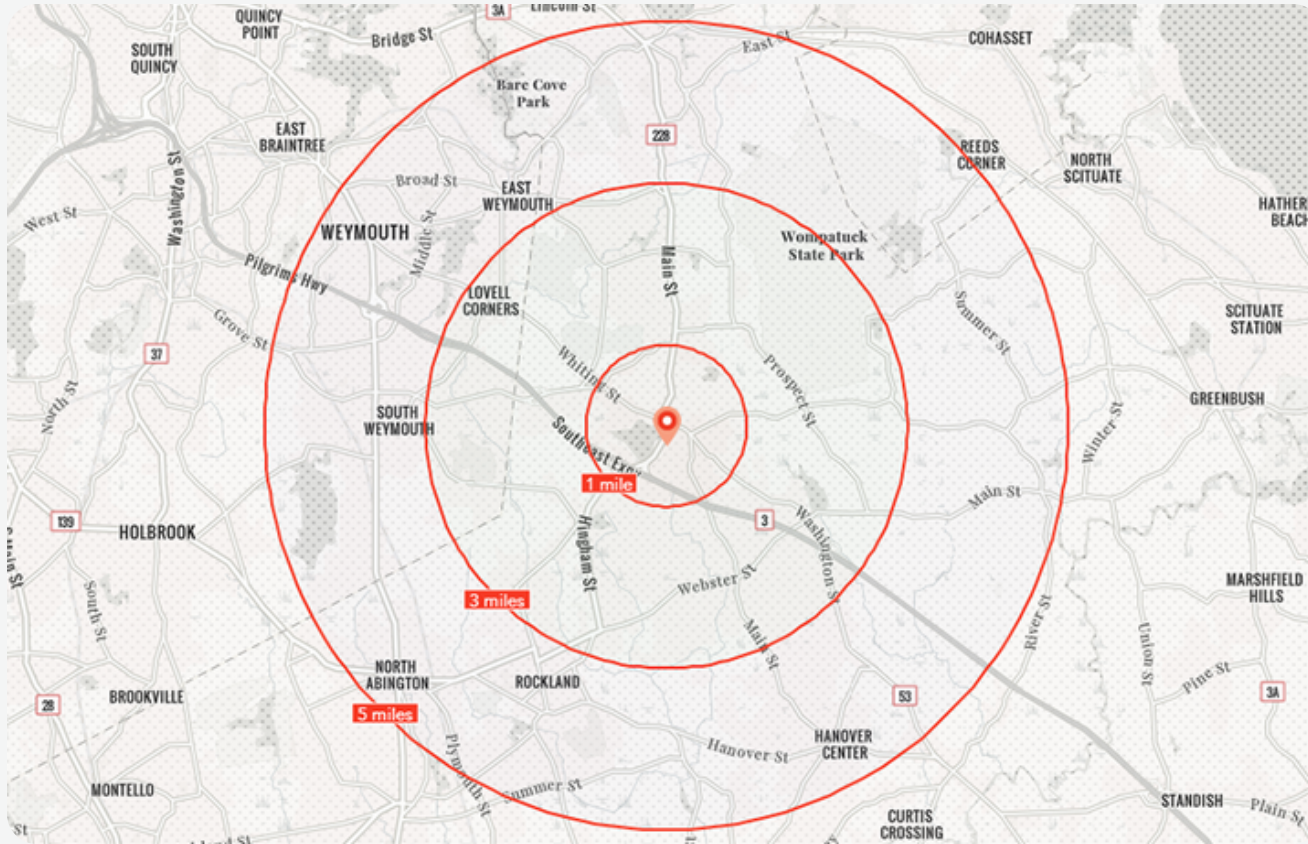 QUINCY
POINT
Bridge St
3A
Lincoln St
East St
COHASSET
SOUTH
QUINCY
Bare Cove
Park
EAST
BRAINTREE
228
REEDS
CORNER
NORTH
SCITUATE
Washington St
Broad St
EAST
WEYMOUTH
West St
WEYMOUTH
Middle St
HATHER
BEACH
Wompatuck
State Park
Main St
Pilgrims Hwy
LOVELL
CORNERS
Summer St
SCITUATE
STATION
Grove St
37
Whiting St
Prospect St
North St
SOUTH
WEYMOUTH
GREENBUSH
Winter St
Southeast Exp
1 mile
Main St
139
HOLBROOK
3
Washington St
Hingham St
Main St
South St
Webster St
3 miles
MARSHFIELD
HILLS
River St
Union St
Main St
NORTH
ABINGTON
ROCKLAND
Pine St
BROOKVILLE
28
53
3A
5 miles
Plymouth St
Hanover St
HANOVER
CENTER
MONTELLO
Summer St
STANDISH
Plain St
CURTIS
CROSSING
St